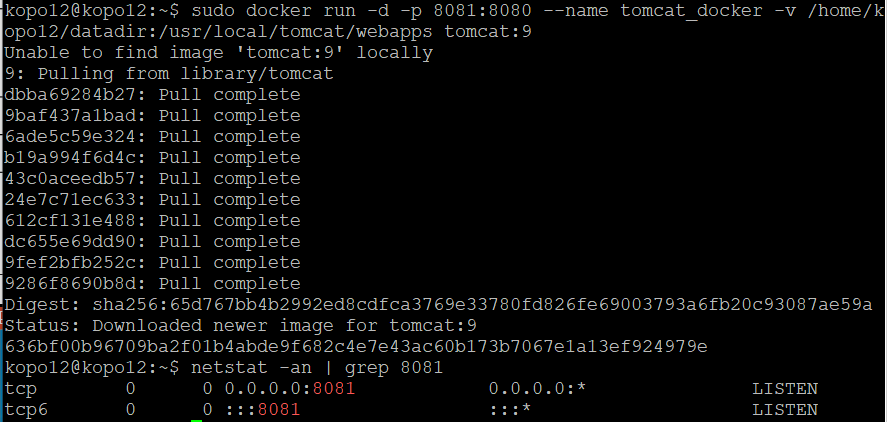 kopo12@kopo12:~$ sudo docker run -d -p 8081:8080 --name tomcat_docker -v /home/k
opo12/datadir:/usr/local/tomcat/webapps tomcat:9
Unable to find image 'tomcat:9' locally
9: Pulling from library/tomcat
dbba69284b27: Pull complete
9baf437a1bad: Pull complete
6ade5c59e324: Pull complete
b19a994f6d4c: Pull complete
43c0aceedb57: Pull complete
24e7c71ec633: Pull complete
612cf131e488: Pull complete
dc655e69dd90: Pull complete
9fef2bfb252c: Pull complete
9286f8690b8d: Pull complete
Digest: sha256:65d767bb4b2992ed8cdfca3769e33780fd826fe69003793a6fb20c93087ae59a
Status: Downloaded newer image for tomcat:9
636bf00b96709ba2f01b4abde9f682c4e7e43ac60b173b7067e1a13ef924979e
kopo12@kopo12:~$ netstat -an | grep 8081
tcp        0      0 0.0.0.0:8081            0.0.0.0:*               LISTEN
tcp6       0      0 :::8081                 :::*                    LISTEN